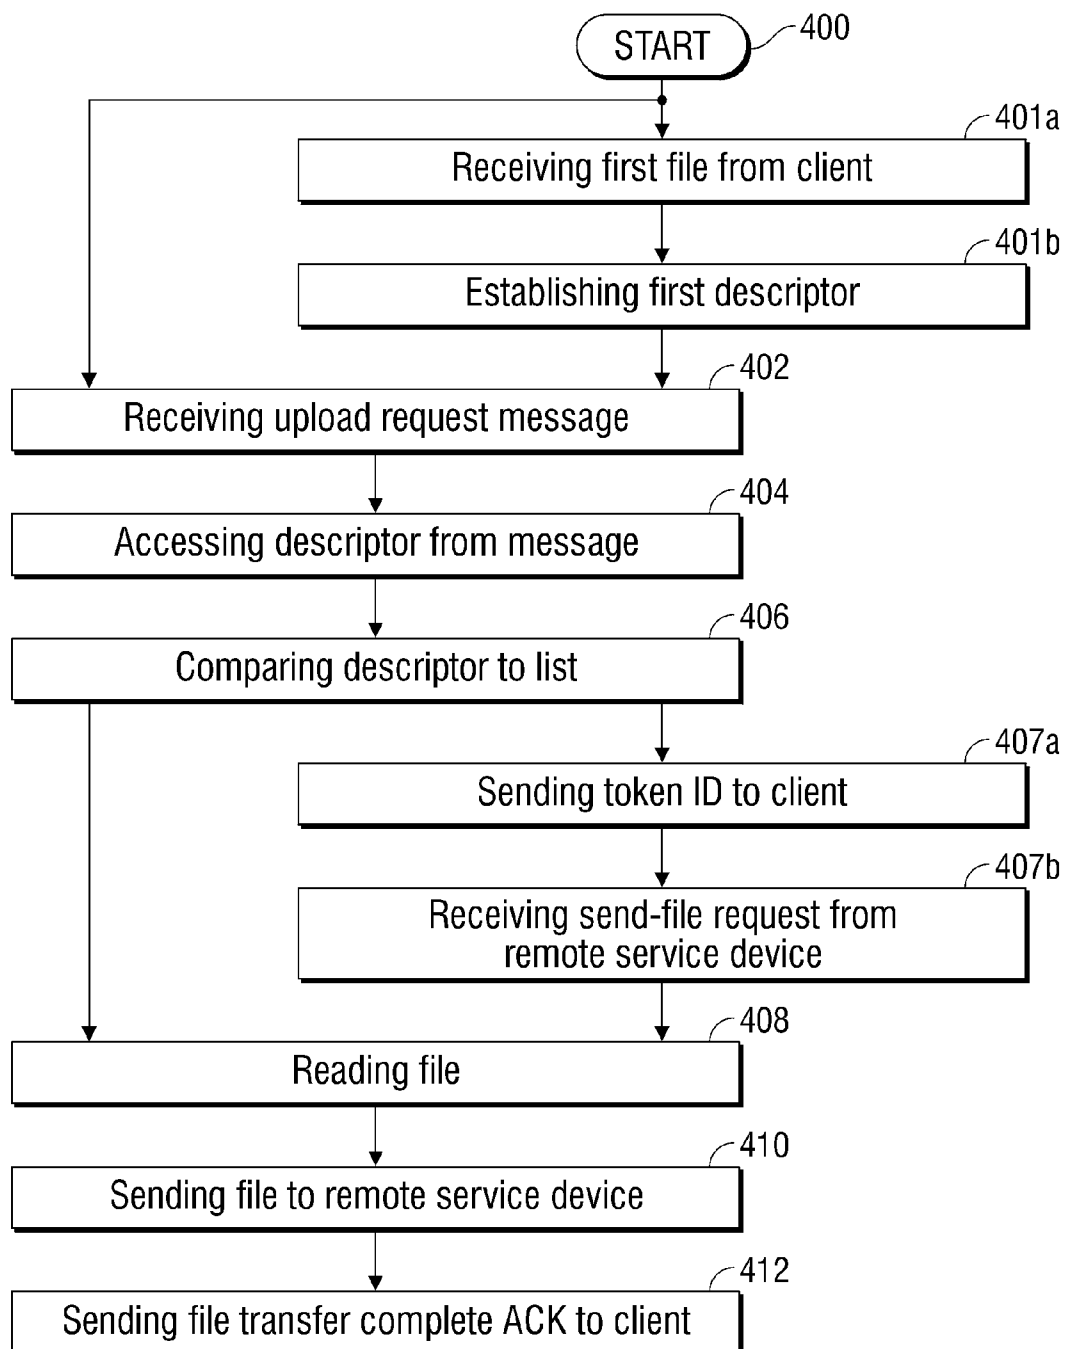 START
400
401a
Receiving first file from client
401b
Establishing first descriptor
402
Receiving upload request message
404
Accessing descriptor from message
406
Comparing descriptor to list
407a
Sending token ID to client
407b
Receiving send-file request from
remote service device
408
Reading file
410
Sending file to remote service device
412
Sending file transfer complete ACK to client